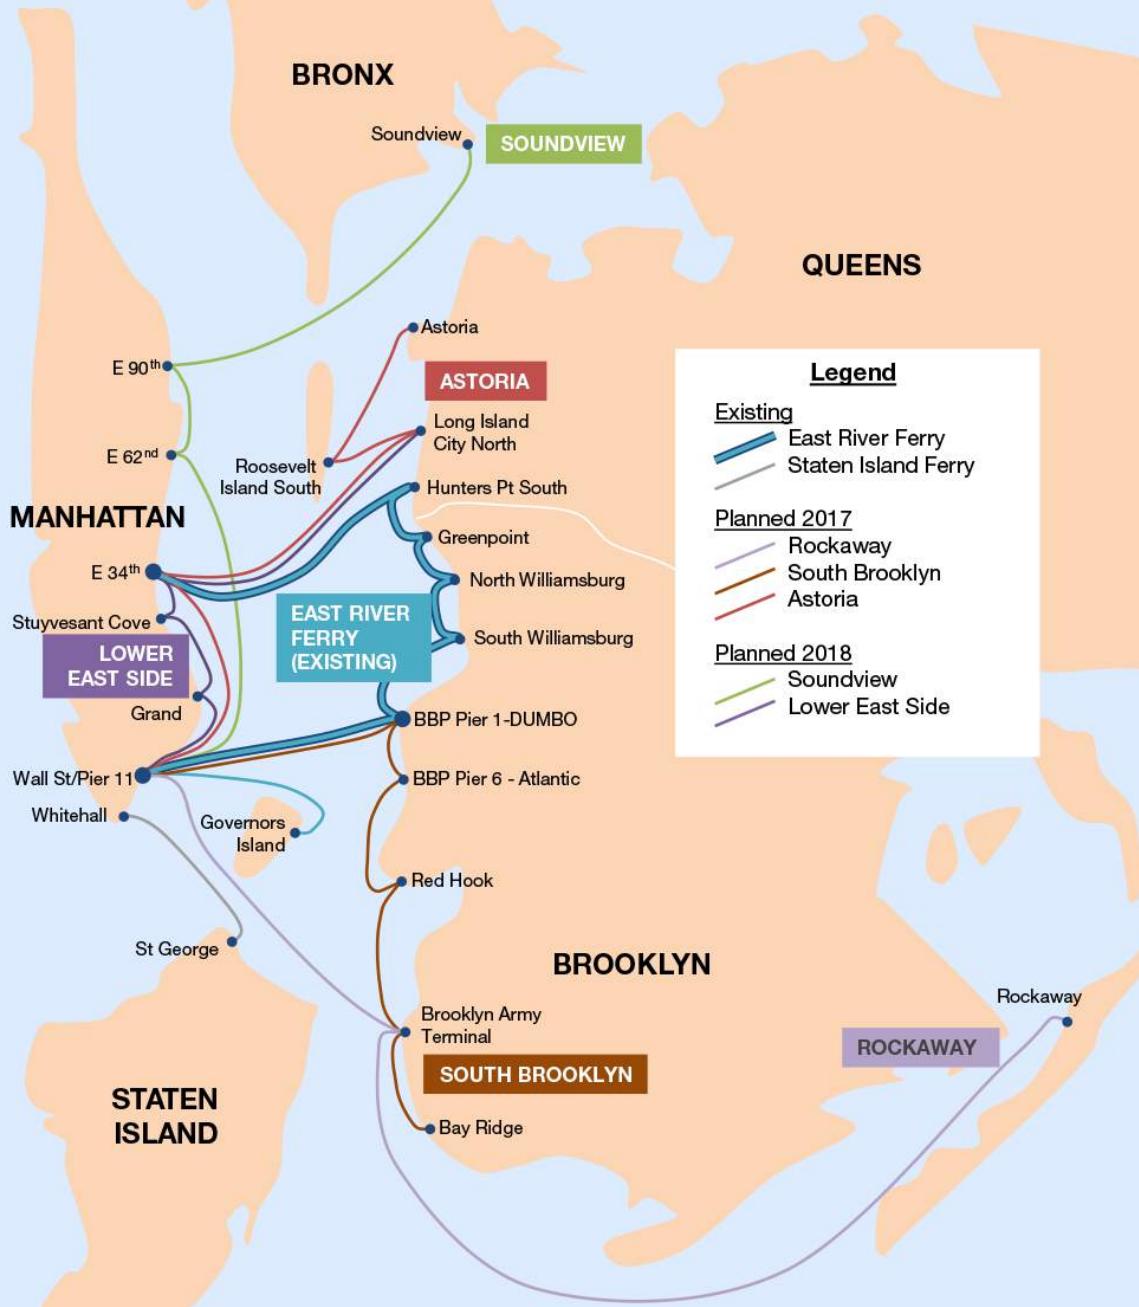 BRONX
Soundview
SOUNDVIEW
QUEENS
Astoria
E 90th
ASTORIA
Long Island
City North
E 62nd
Roosevelt
Island South
Hunters Pt South
MANHATTAN
Greenpoint
E 34th
North Williamsburg
Stuyvesant Cove
EAST RIVER
FERRY
(EXISTING)
South Williamsburg
LOWER
EAST SIDE
Grand
BBP Pier 1-DUMBO
Wall St/Pier 11
BBP Pier 6 - Atlantic
Whitehall
Governors
Island
Red Hook
St George
BROOKLYN
Rockaway
Brooklyn Army
Terminal
ROCKAWAY
SOUTH BROOKLYN
STATEN
ISLAND
Bay Ridge
Legend
Existing
East River Ferry
Staten Island Ferry
Planned 2017
Rockaway
South Brooklyn
Astoria
Planned 2018
Soundview
Lower East Side